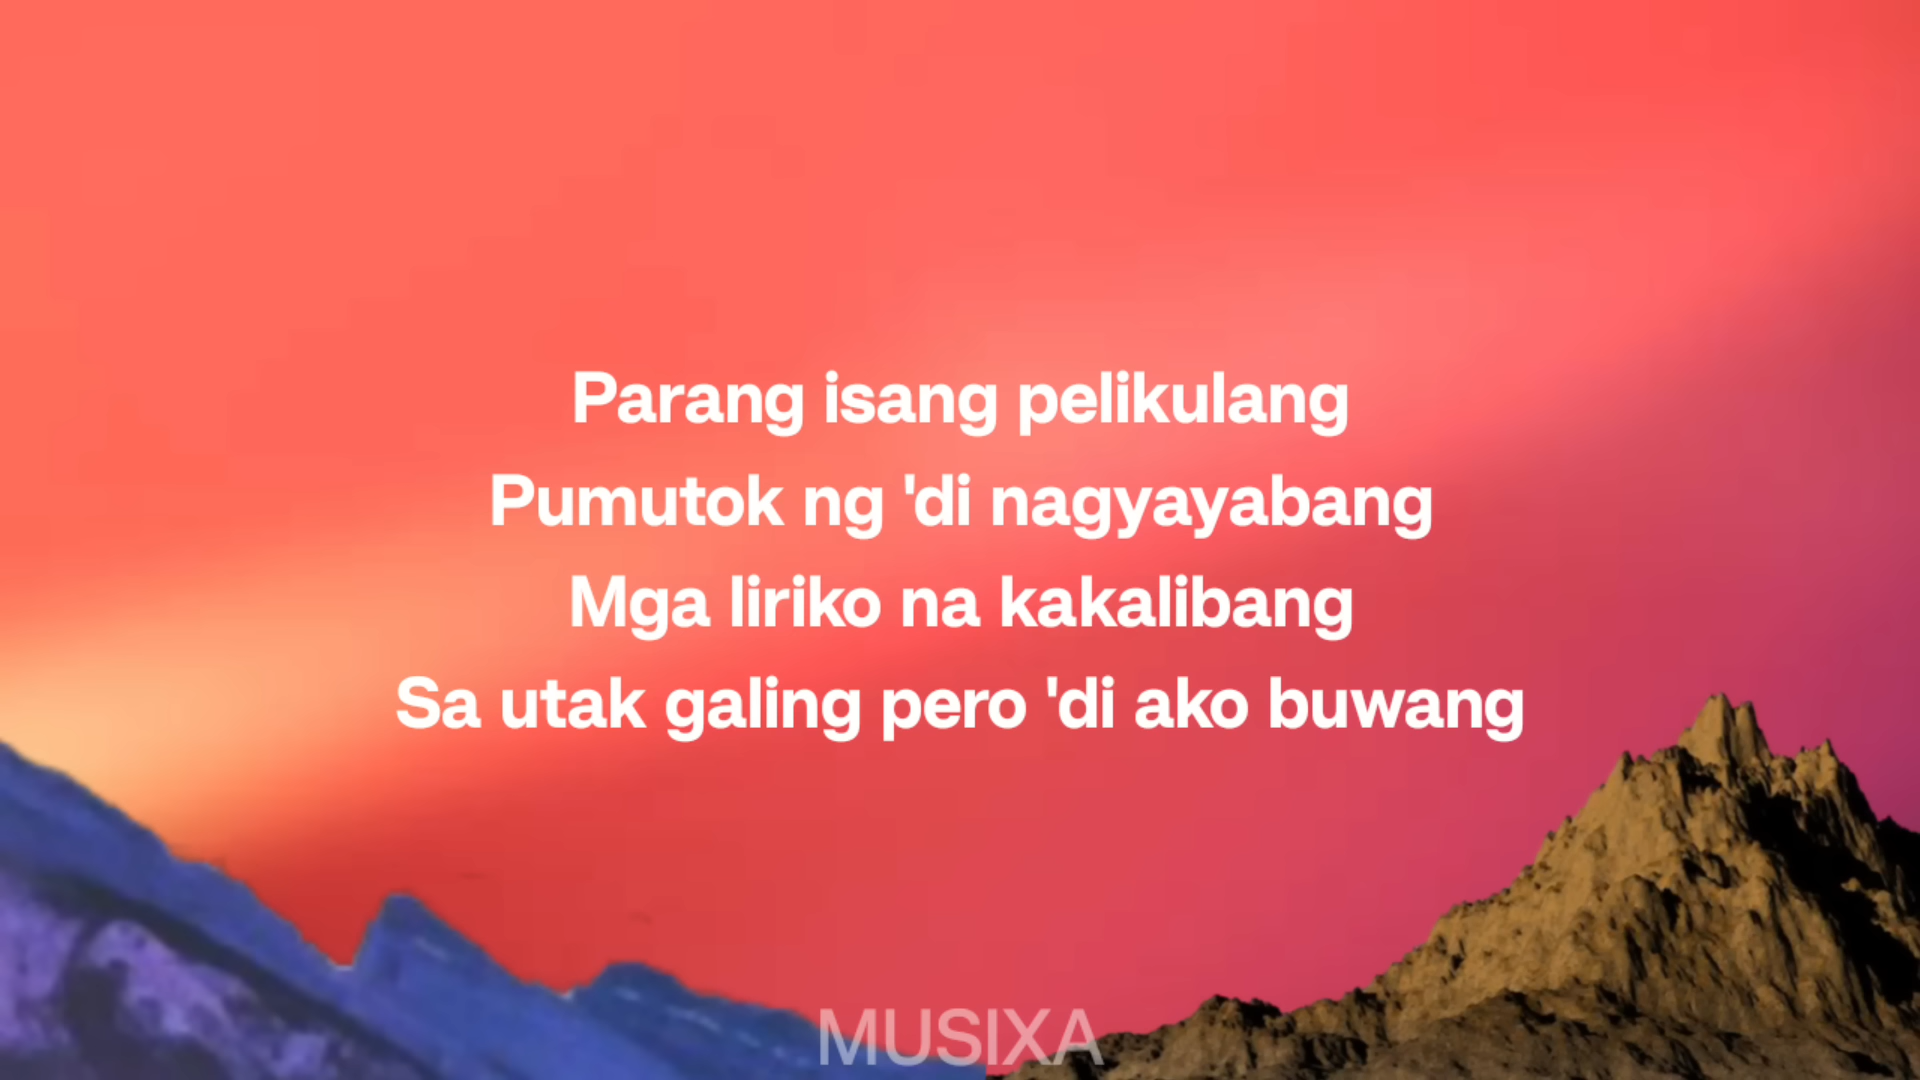 Parang isang pelikulang
Pumutok ng 'di nagyayabang
Mga liriko na kakalibang
Sa utak galing pero 'di ako buwang
MUSIXA